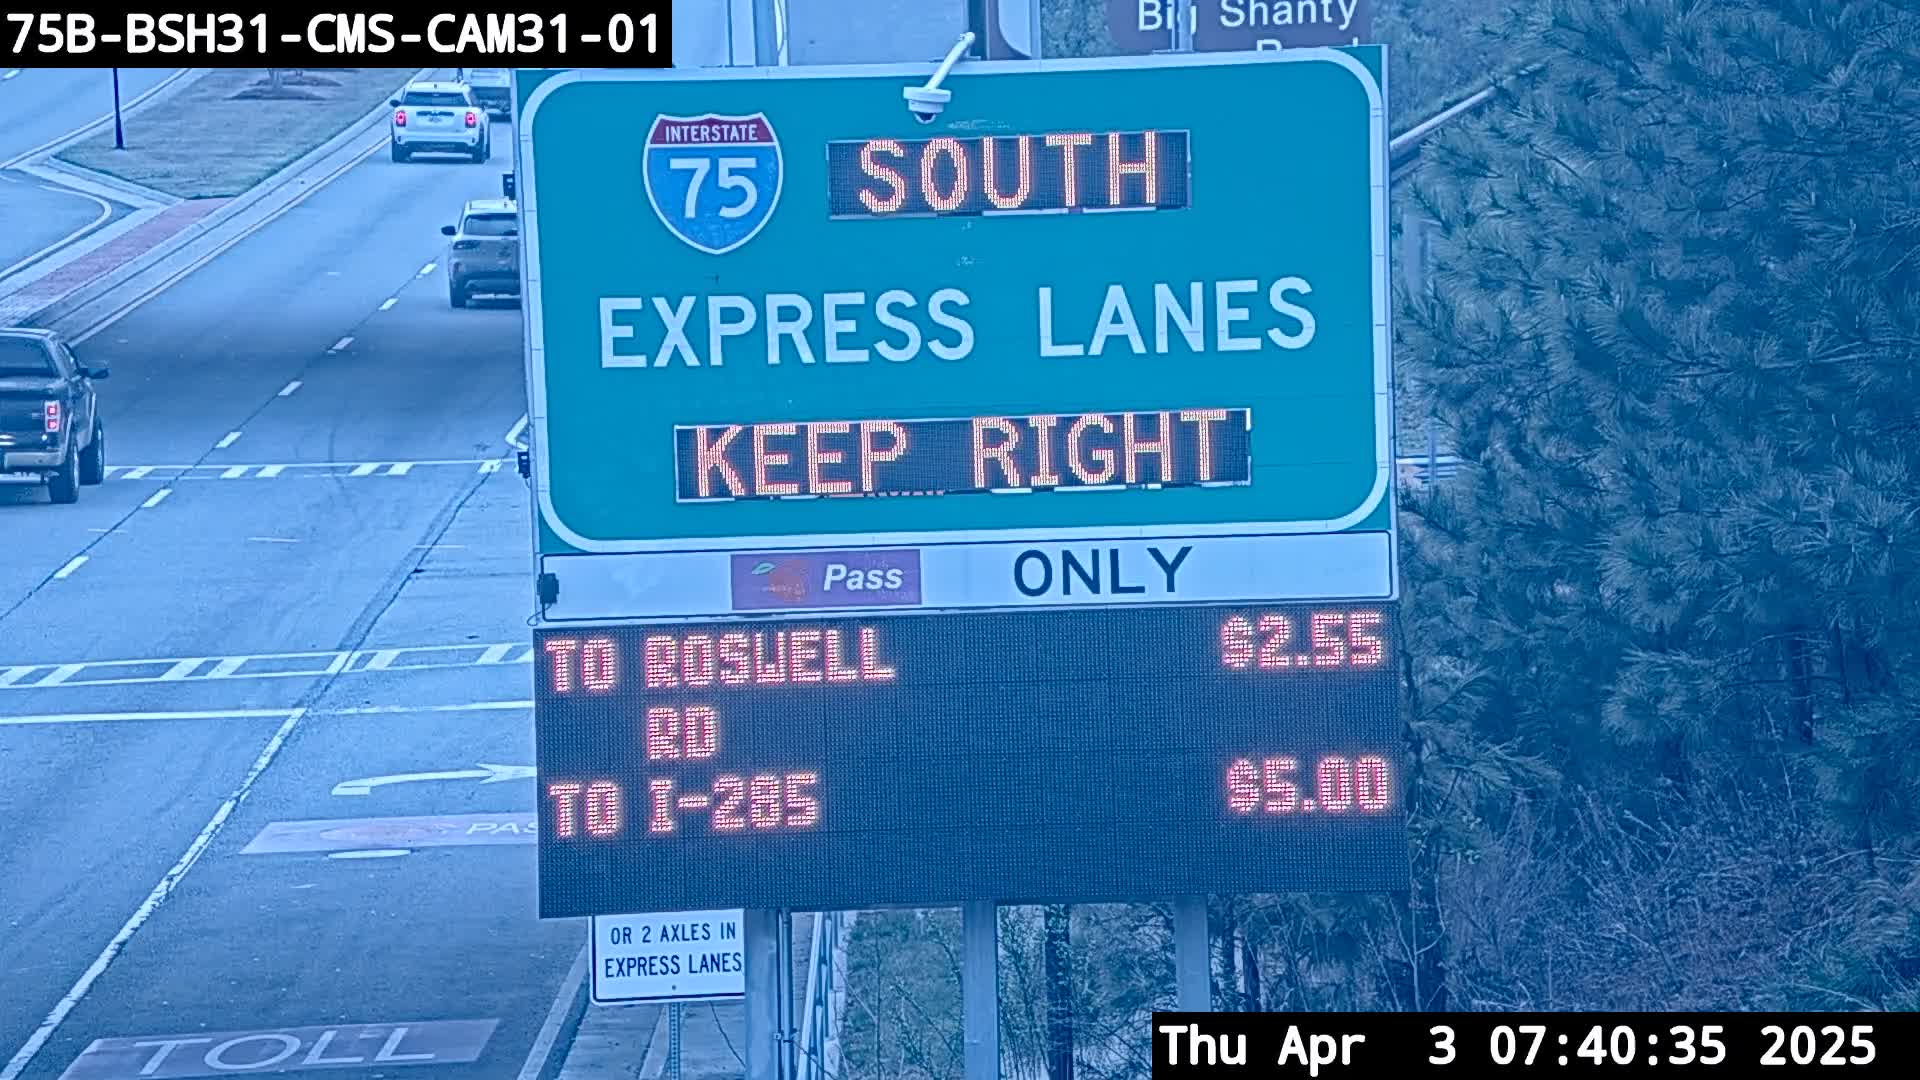 75B-BSH31-CMS-CAM31-01
Big Shanty
INTERSTATE
75
SOUTH
EXPRESS LANES
KEEP RIGHT
Pass ONLY
TO ROSWELL $2.55
RD
TO I-285 $5.00
OR 2 AXLES IN
EXPRESS LANES
TOLL
Thu Apr 3 07:40:35 2025